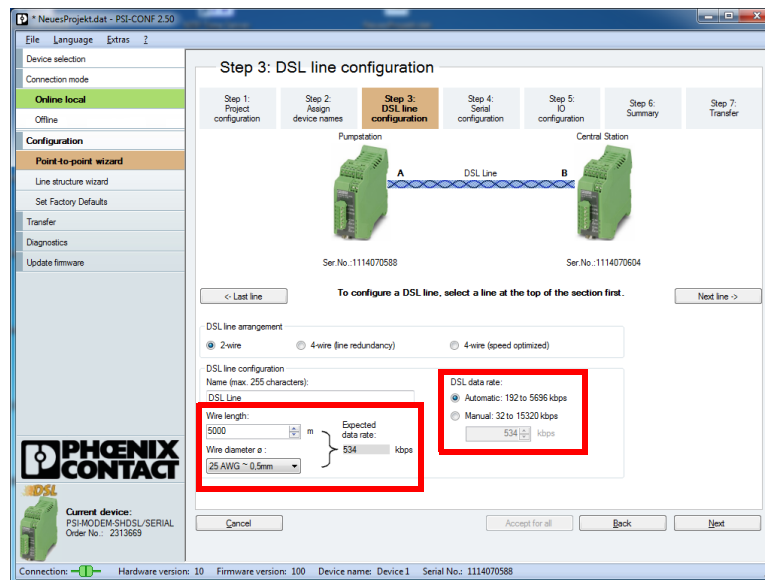 * NeuesProjekt.dat - PSI-CONF 2.50
File Language Extras ?
Device selection
Connection mode
Online local
Offline
Configuration
Point-to-point wizard
Line structure wizard
Set Factory Defaults
Transfer
Diagnostics
Update firmware
PHŒNIX
CONTACT
DSL
Current device:
PSI-MODEM-SHDSL/SERIAL
Order No.: 2313669
Step 3: DSL line configuration
Step 1:
Project
configuration
Step 2:
Assign
device names
Step 3:
DSL line
configuration
Step 4:
Serial
configuration
Step 5:
IO
configuration
Step 6:
Summary
Step 7:
Transfer
Pumpstation
Central Station
A DSL Line B
Ser.No.:1114070588
Ser.No.:1114070604
<- Last line
To configure a DSL line, select a line at the top of the section first.
Next line ->
DSL line arrangement
2-wire
4-wire (line redundancy)
4-wire (speed optimized)
DSL line configuration
Name (max. 255 characters):
DSL Line
Wire length:
5000 m
Wire diameter ø :
25 AWG ~ 0,5mm
Expected
data rate:
534 kbps
DSL data rate:
Automatic: 192 to 5696 kbps
Manual: 32 to 15320 kbps
534 kbps
Cancel
Accept for all
Back
Next
Connection: Hardware version: 10 Firmware version: 100 Device name: Device 1 Serial No.: 1114070588